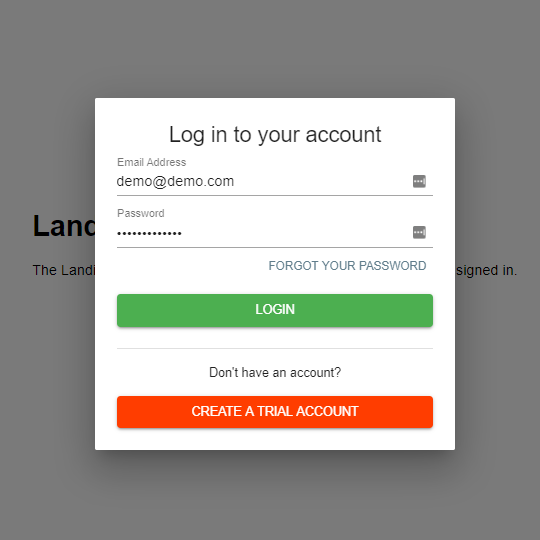 Log in to your account
Email Address
demo@demo.com
Password
•••••••••••••
Land
The Landi
signed in.
FORGOT YOUR PASSWORD
LOGIN
Don't have an account?
CREATE A TRIAL ACCOUNT